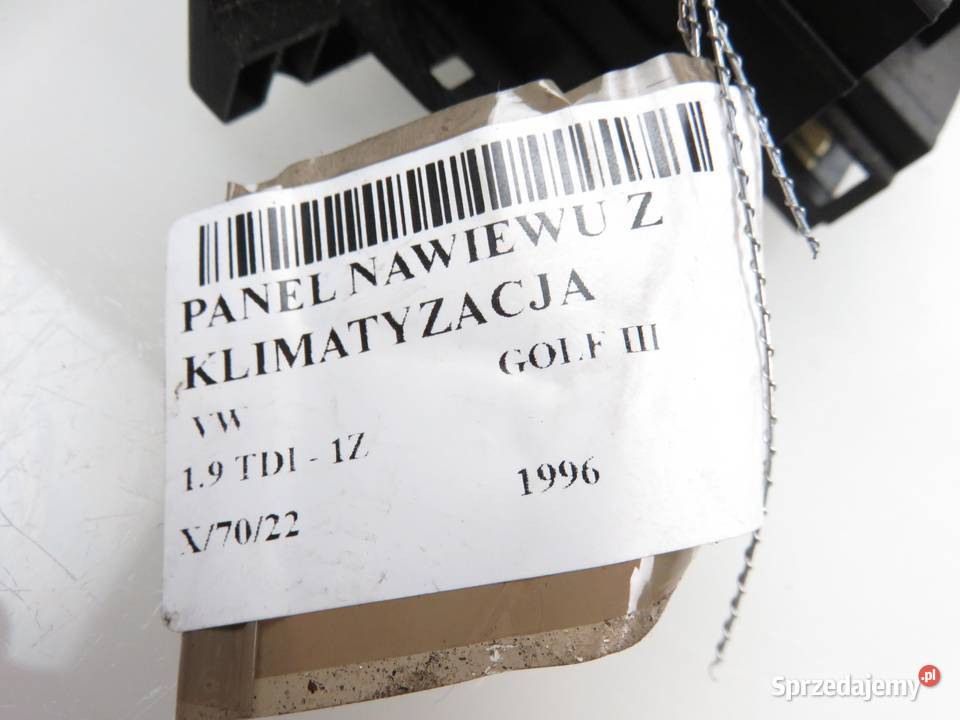 PANEL NAWIEWU Z
KLIMATYZACJA
VW GOLF III
1.9 TDI - 1Z 1996
X/70/22
Sprzedajemy.pl